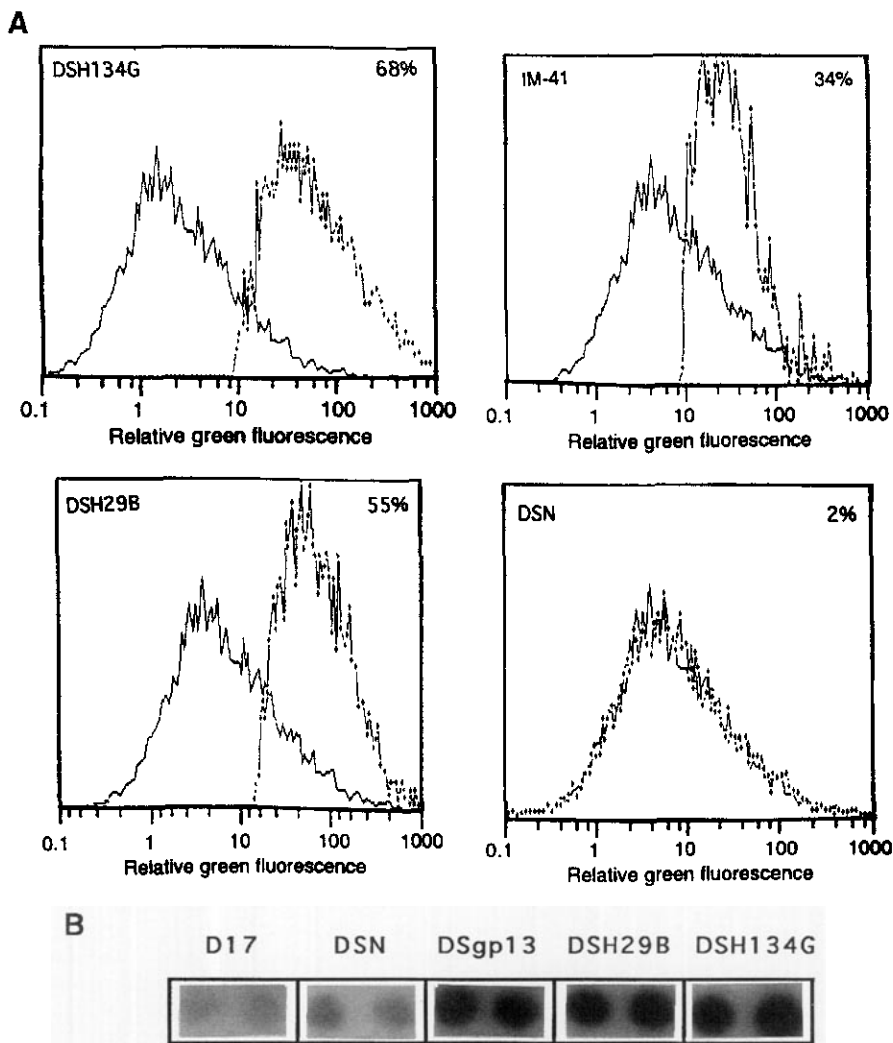 A
DSH134G 68%
0.1 1 10 100 1000
Relative green fluorescence
IM-41 34%
0.1 1 10 100 1000
Relative green fluorescence
DSH29B 55%
0.1 1 10 100 1000
Relative green fluorescence
DSN 2%
0.1 1 10 100 1000
Relative green fluorescence
B
D17 DSN DSgp13 DSH29B DSH134G